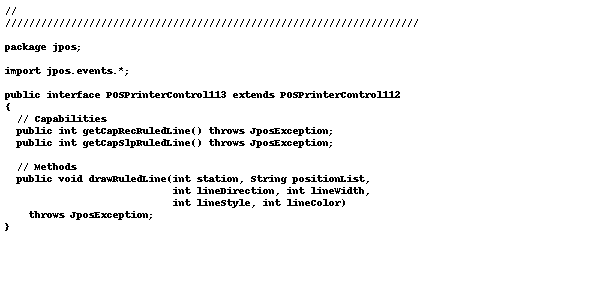 //
//////////////////////////////////////////////////////////////////////
package jpos;
import jpos.events.*;
public interface POSPrinterControl113 extends POSPrinterControl112
{
// Capabilities
public int getCapRecRuledLine() throws JposException;
public int getCapSlpRuledLine() throws JposException;
// Methods
public void drawRuledLine(int station, String positionList,
int lineDirection, int lineWidth,
int lineStyle, int lineColor)
throws JposException;
}